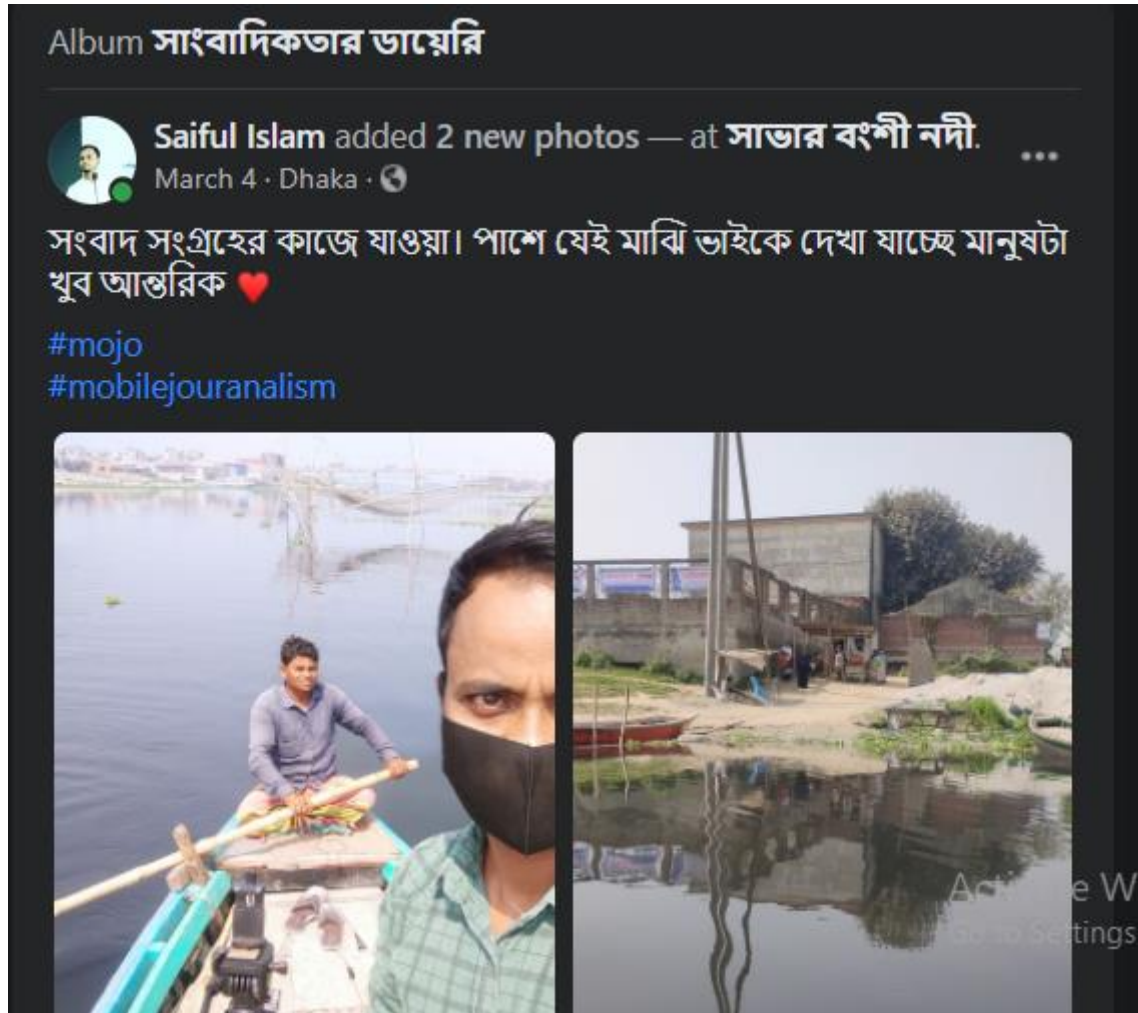 Album সাংবাদিকতার ডায়েরি
Saiful Islam added 2 new photos — at সাভার বংশী নদী.
March 4 · Dhaka ·
সংবাদ সংগ্রহের কাজে যাওয়া। পাশে যেই মাঝি ভাইকে দেখা যাচ্ছে মানুষটা
খুব আন্তরিক ♥
#mojo
#mobilejouranalism
e W
Settings